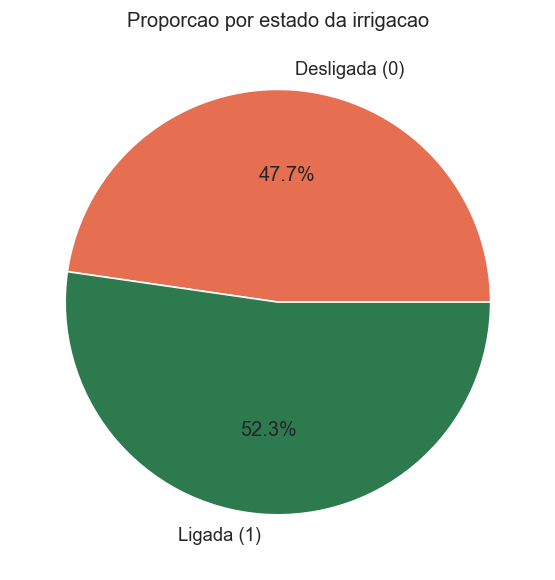 Proporcao por estado da irrigacao
Desligada (0)
47.7%
52.3%
Ligada (1)